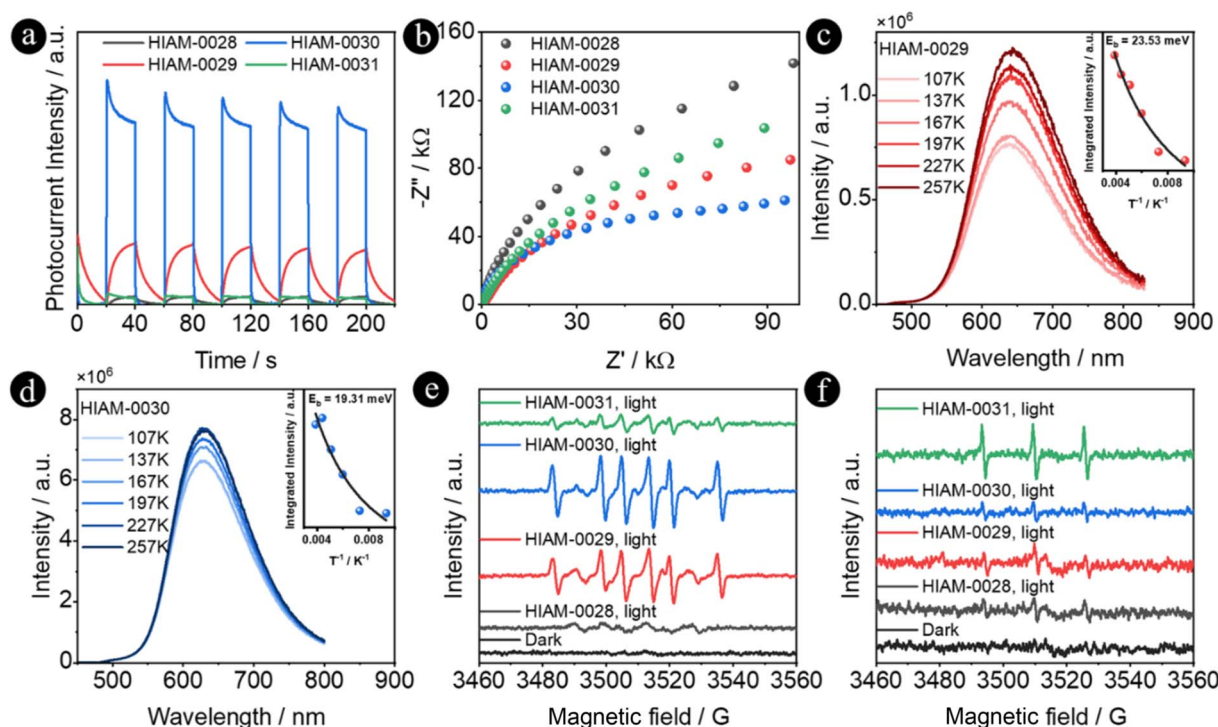 a
HIAM-0028
HIAM-0030
HIAM-0029
HIAM-0031
Photocurrent Intensity / a.u.
0
40
80
120
160
200
Time / s
b
160
120
80
40
0
-Z'' / kΩ
HIAM-0028
HIAM-0029
HIAM-0030
HIAM-0031
0
30
60
90
Z' / kΩ
c
×10⁶
HIAM-0029
107K
137K
167K
197K
227K
257K
1.0
0.5
0.0
Intensity / a.u.
E_b = 23.53 meV
Integrated Intensity / a.u.
0.004
0.008
T⁻¹ / K⁻¹
500
600
700
800
900
Wavelength / nm
d
×10⁶
HIAM-0030
107K
137K
167K
197K
227K
257K
8
6
4
2
0
Intensity / a.u.
E_b = 19.31 meV
Integrated Intensity / a.u.
0.004
0.008
T⁻¹ / K⁻¹
500
600
700
800
900
Wavelength / nm
e
HIAM-0031, light
HIAM-0030, light
HIAM-0029, light
HIAM-0028, light
Dark
Intensity / a.u.
3460
3480
3500
3520
3540
3560
Magnetic field / G
f
HIAM-0031, light
HIAM-0030, light
HIAM-0029, light
HIAM-0028, light
Dark
Intensity / a.u.
3460
3480
3500
3520
3540
3560
Magnetic field / G